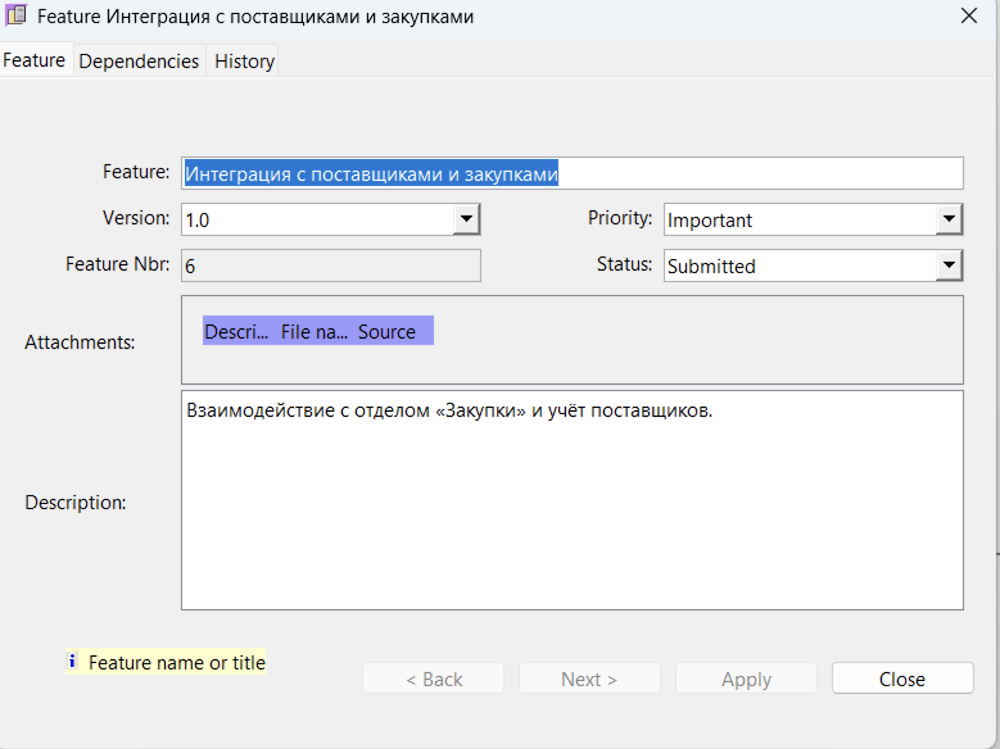 Feature Интеграция с поставщиками и закупками
Feature Dependencies History
Feature: Интеграция с поставщиками и закупками
Version: 1.0 Priority: Important
Feature Nbr: 6 Status: Submitted
Attachments: Descri... File na... Source
Взаимодействие с отделом «Закупки» и учёт поставщиков.
Description:
i Feature name or title
< Back Next > Apply Close